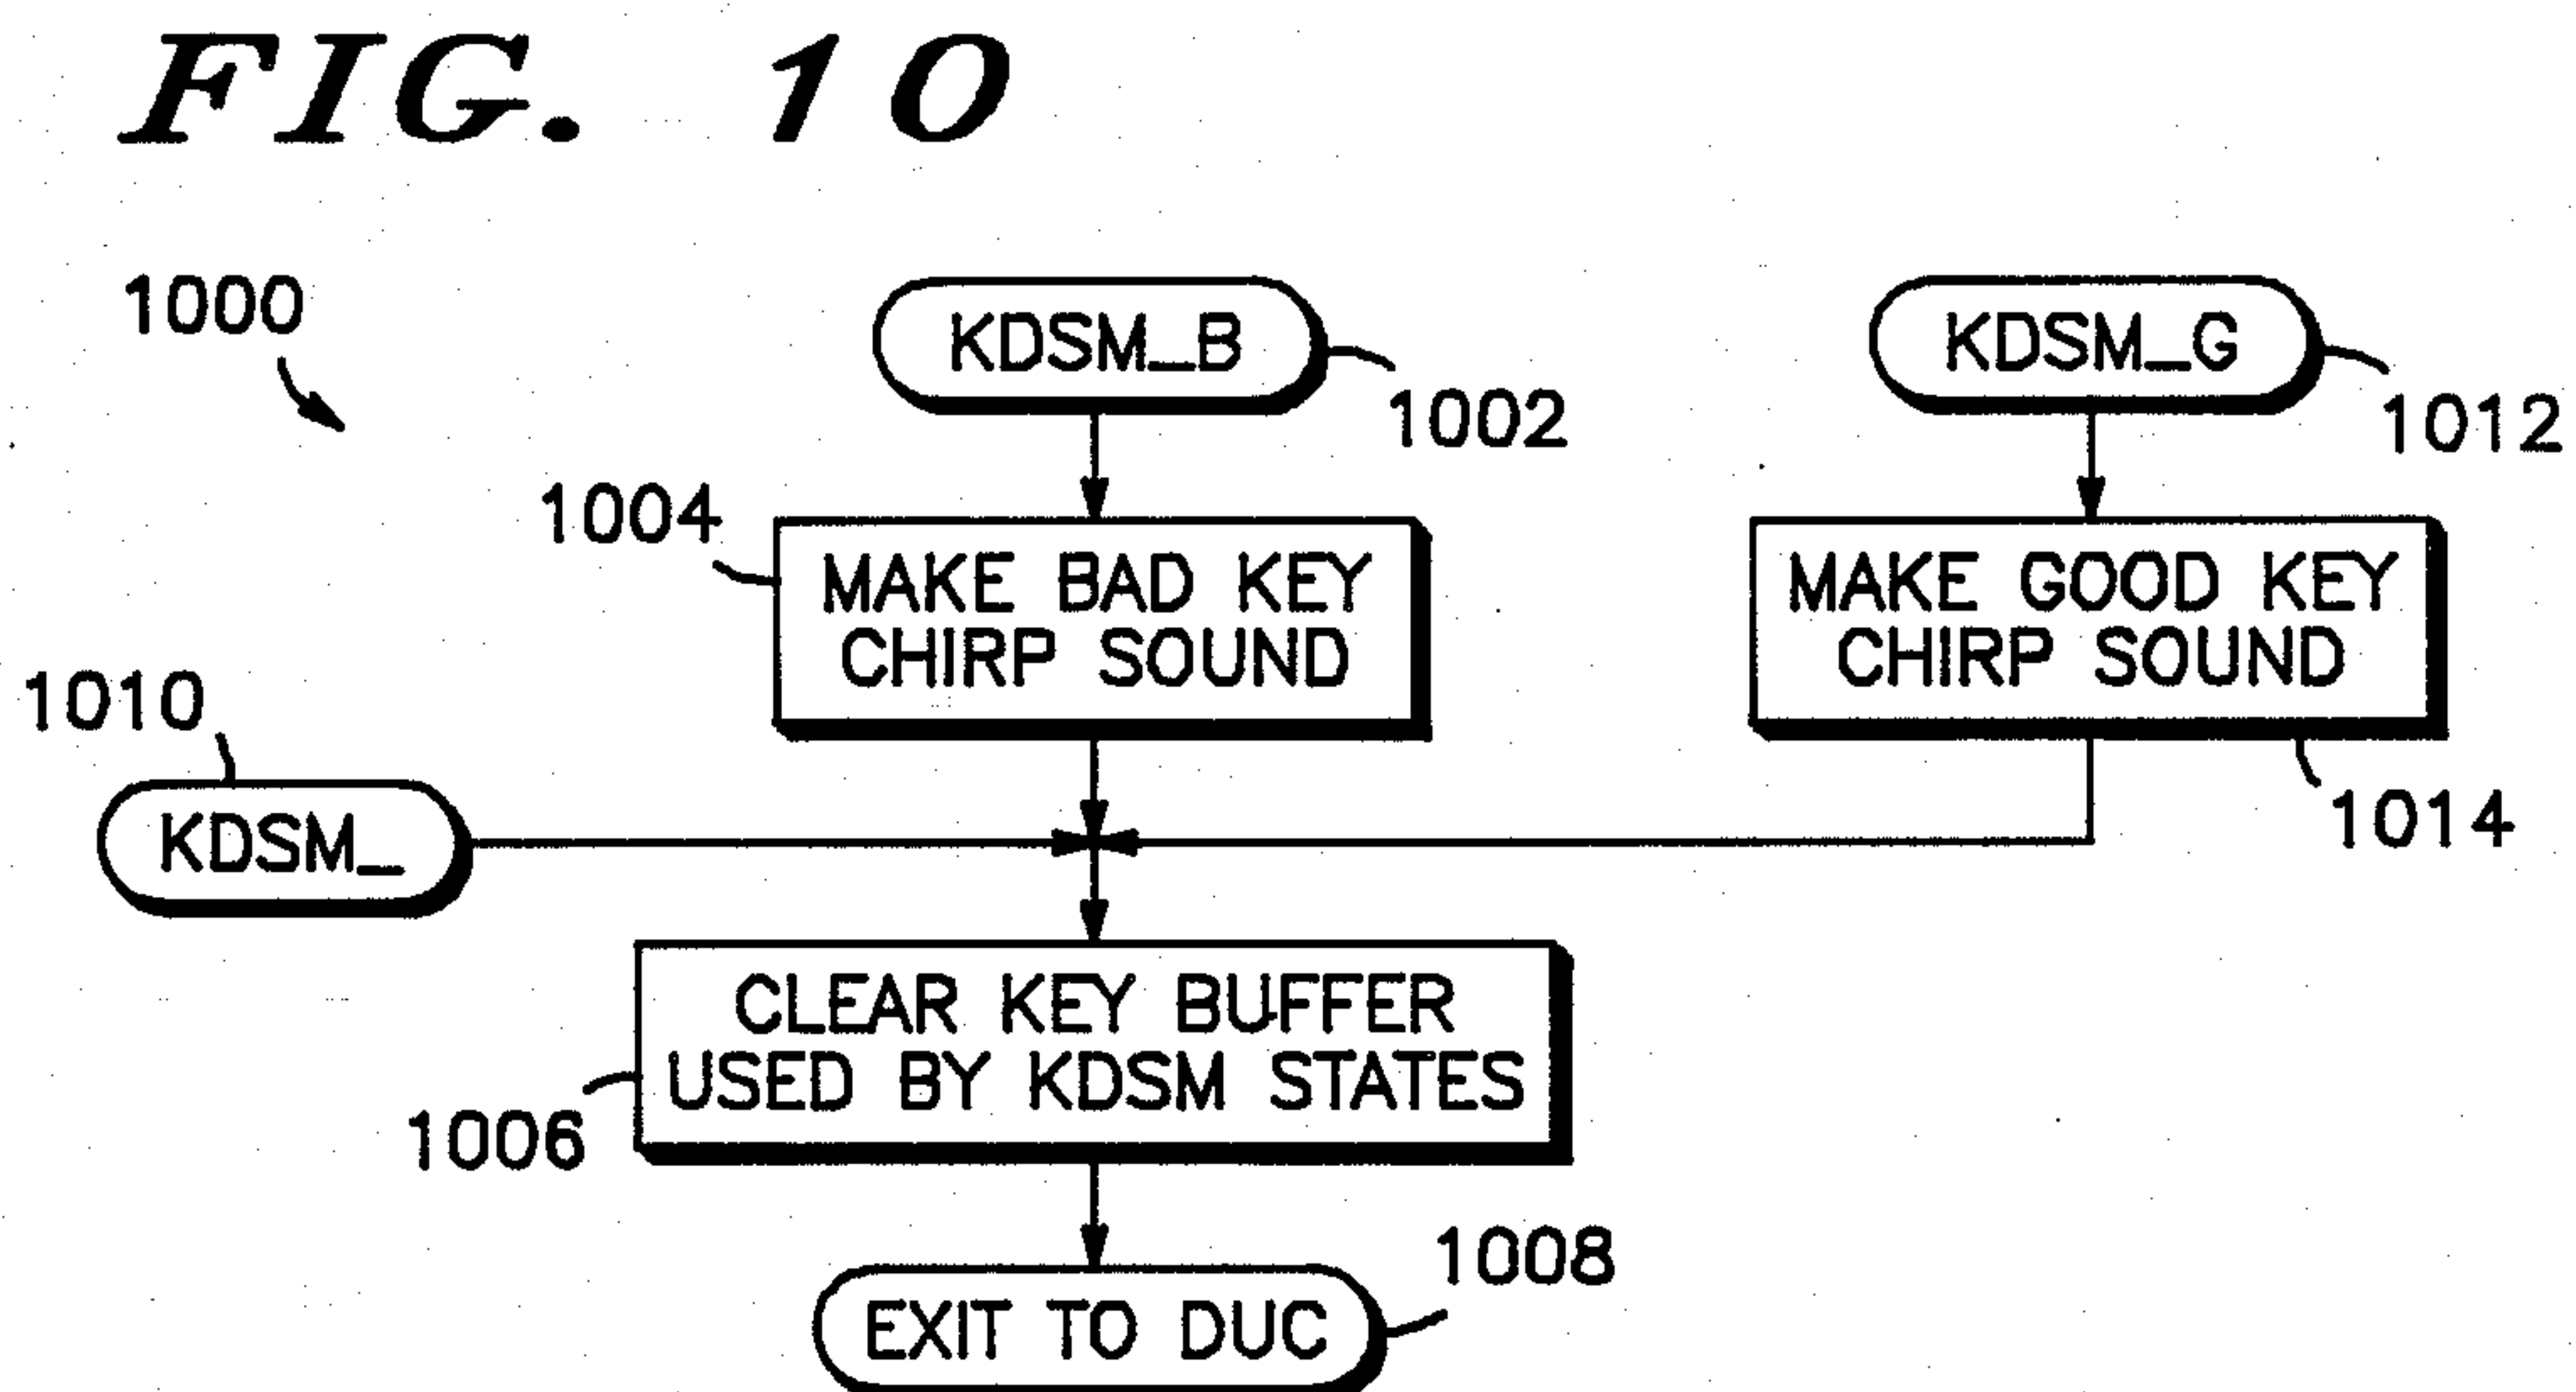 FIG. 10
1000
KDSM_B
1002
KDSM_G
1012
1004
MAKE BAD KEY
CHIRP SOUND
MAKE GOOD KEY
CHIRP SOUND
1014
1010
KDSM_
CLEAR KEY BUFFER
USED BY KDSM STATES
1006
1008
EXIT TO DUC